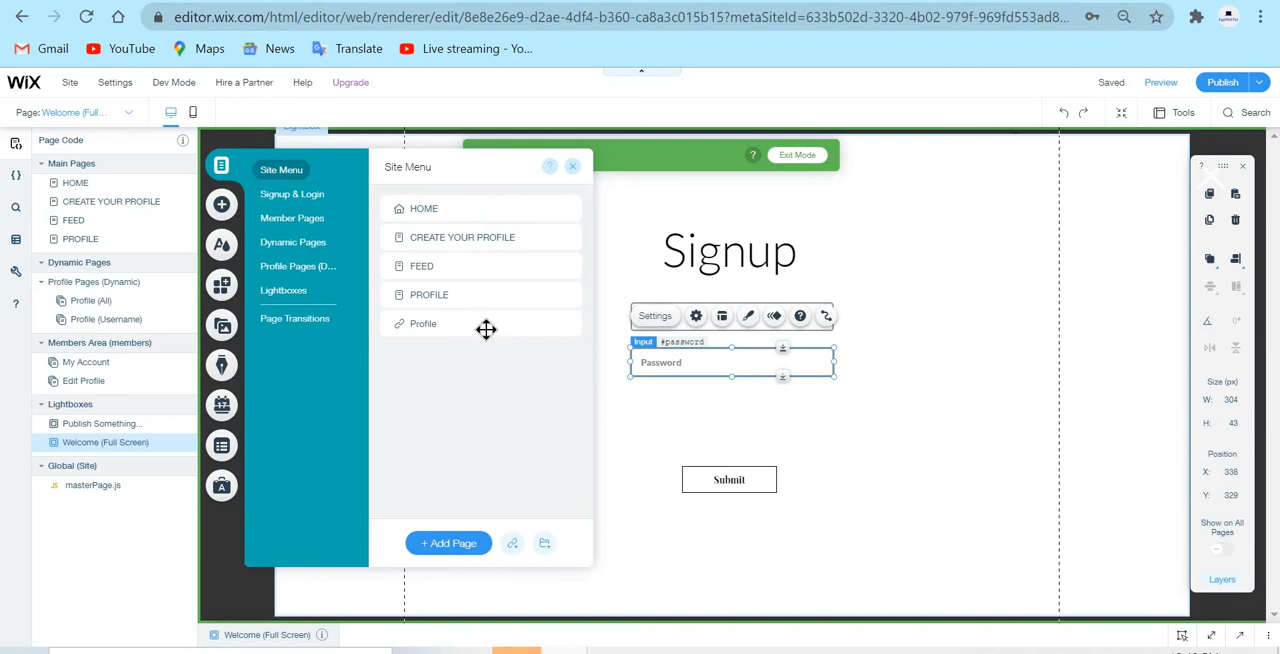 editor.wix.com/html/editor/web/renderer/edit/8e8e26e9-d2ae-4df4-b360-ca8a3c015b15?metaSiteId=633b502d-3320-4b02-979f-969fd553ad8...
Gmail YouTube Maps News Translate Live streaming - Yo...
WiX Site Settings Dev Mode Hire a Partner Help Upgrade Saved Preview Publish
Page: Welcome (Full... Tools Search
Page Code
Main Pages
HOME
CREATE YOUR PROFILE
FEED
PROFILE
Dynamic Pages
Profile Pages (Dynamic)
Profile (All)
Profile (Username)
Members Area (members)
My Account
Edit Profile
Lightboxes
Publish Something...
Welcome (Full Screen)
Global (Site)
JS masterPage.js
Site Menu
Signup & Login
Member Pages
Dynamic Pages
Profile Pages (D...
Lightboxes
Page Transitions
Site Menu
HOME
CREATE YOUR PROFILE
FEED
PROFILE
Profile
+ Add Page
? Exit Mode
Signup
Settings
Input #password
Password
Submit
Size (px)
W: 304
H: 43
Position
X: 338
Y: 329
Show on All
Pages
Layers
Welcome (Full Screen)